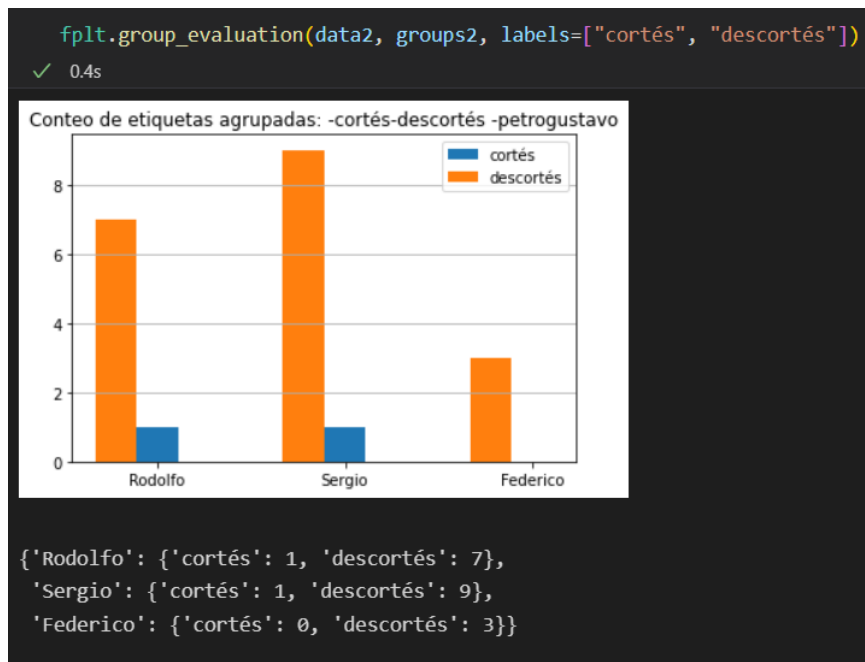 fplt.group_evaluation(data2, groups2, labels=["cortés", "descortés"])
0.4s
Conteo de etiquetas agrupadas: -cortés-descortés -petrogustavo
cortés
descortés
8
6
4
2
0
Rodolfo Sergio Federico
{'Rodolfo': {'cortés': 1, 'descortés': 7},
'Sergio': {'cortés': 1, 'descortés': 9},
'Federico': {'cortés': 0, 'descortés': 3}}